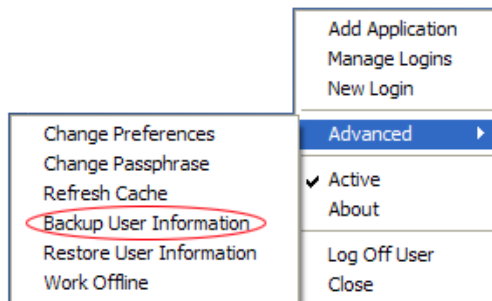 Add Application
Manage Logins
New Login
Advanced
Active
About
Log Off User
Close
Change Preferences
Change Passphrase
Refresh Cache
Backup User Information
Restore User Information
Work Offline